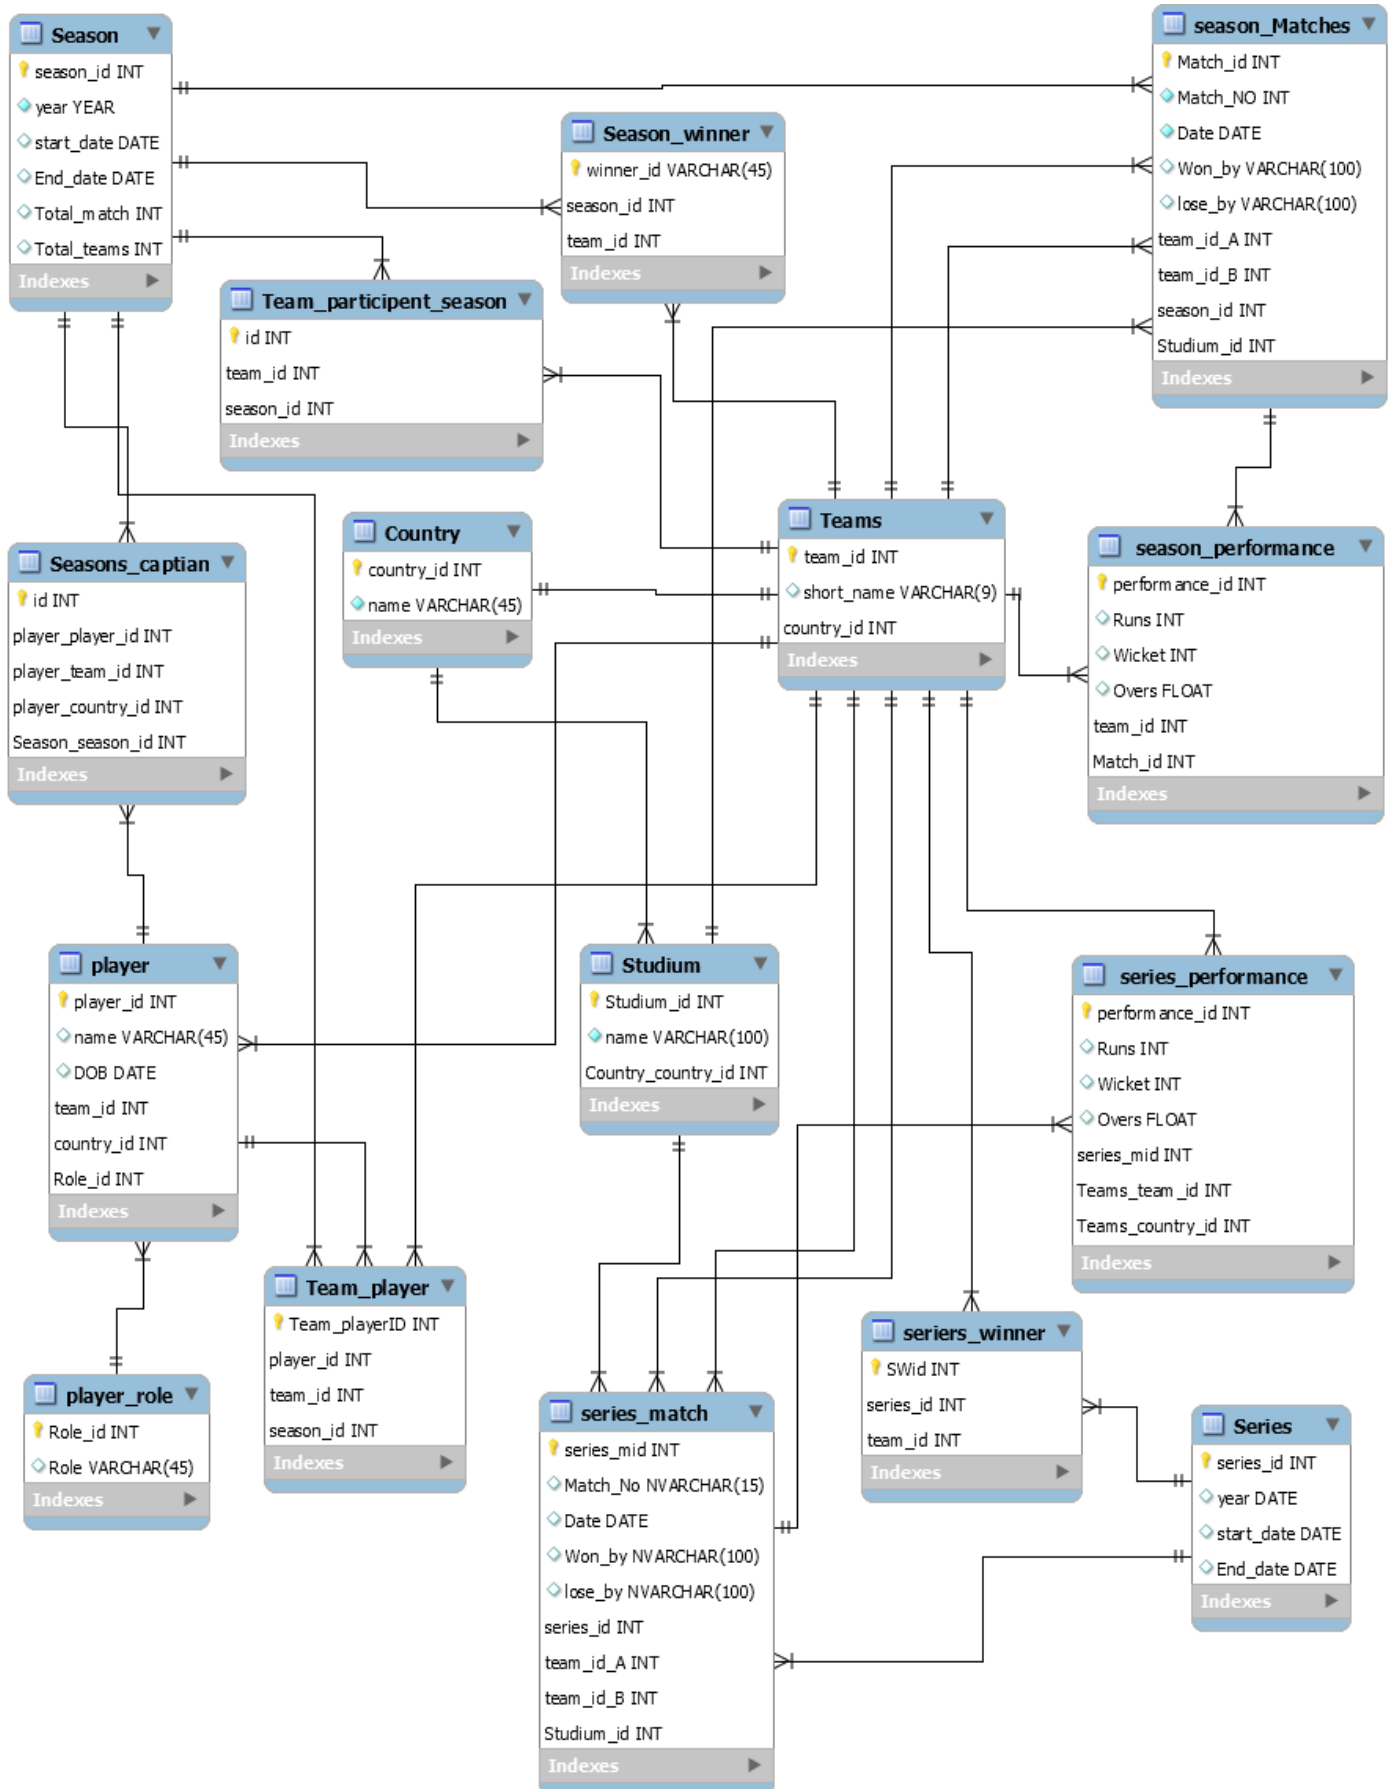 Season
season_id INT
year YEAR
start_date DATE
End_date DATE
Total_match INT
Total_teams INT
Indexes
season_Matches
Match_id INT
Match_NO INT
Date DATE
Won_by VARCHAR(100)
lose_by VARCHAR(100)
team_id_A INT
team_id_B INT
season_id INT
Studium_id INT
Indexes
Season_winner
winner_id VARCHAR(45)
season_id INT
team_id INT
Indexes
Team_participent_season
id INT
team_id INT
season_id INT
Indexes
Country
country_id INT
name VARCHAR(45)
Indexes
Teams
team_id INT
short_name VARCHAR(9)
country_id INT
Indexes
season_performance
performance_id INT
Runs INT
Wicket INT
Overs FLOAT
team_id INT
Match_id INT
Indexes
Seasons_captian
id INT
player_player_id INT
player_team_id INT
player_country_id INT
Season_season_id INT
Indexes
player
player_id INT
name VARCHAR(45)
DOB DATE
team_id INT
country_id INT
Role_id INT
Indexes
Studium
Studium_id INT
name VARCHAR(100)
Country_country_id INT
Indexes
series_performance
performance_id INT
Runs INT
Wicket INT
Overs FLOAT
series_mid INT
Teams_team_id INT
Teams_country_id INT
Indexes
Team_player
Team_playerID INT
player_id INT
team_id INT
season_id INT
Indexes
player_role
Role_id INT
Role VARCHAR(45)
Indexes
seriers_winner
SWid INT
series_id INT
team_id INT
Indexes
series_match
series_mid INT
Match_No NVARCHAR(15)
Date DATE
Won_by NVARCHAR(100)
lose_by NVARCHAR(100)
series_id INT
team_id_A INT
team_id_B INT
Studium_id INT
Indexes
Series
series_id INT
year DATE
start_date DATE
End_date DATE
Indexes